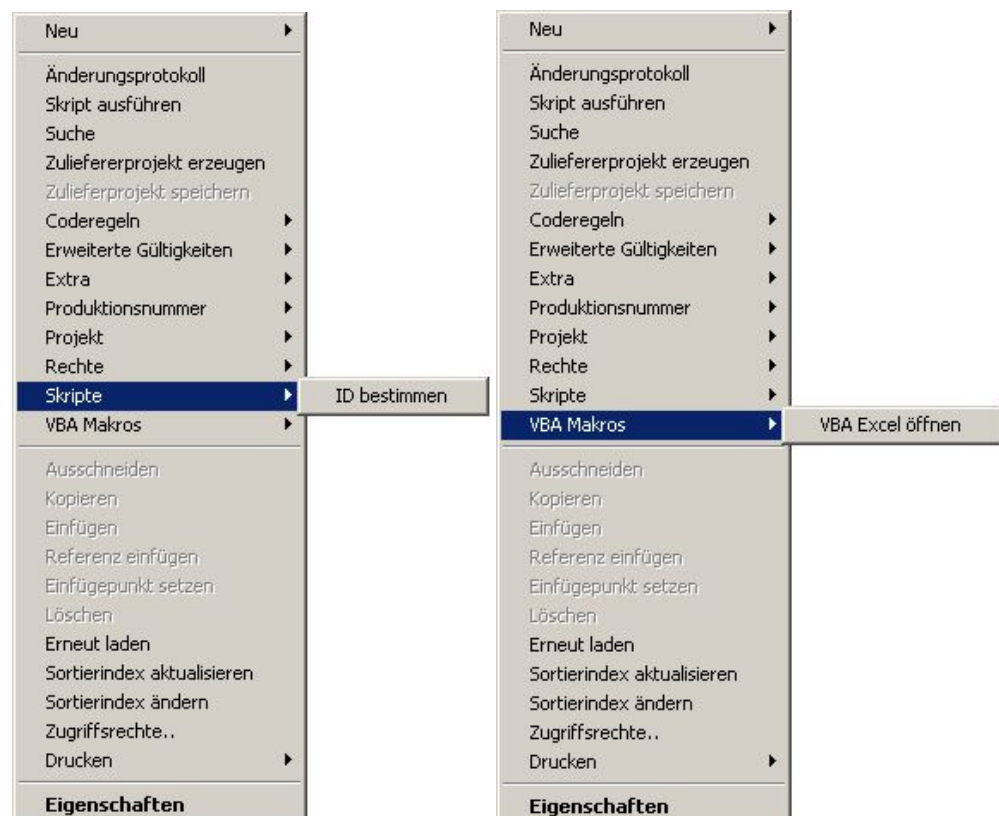 Neu
Änderungsprotokoll
Skript ausführen
Suche
Zuliefererprojekt erzeugen
Zulieferprojekt speichern
Coderegeln
Erweiterte Gültigkeiten
Extra
Produktionsnummer
Projekt
Rechte
Skripte
ID bestimmen
VBA Makros
Ausschneiden
Kopieren
Einfügen
Referenz einfügen
Einfügepunkt setzen
Löschen
Erneut laden
Sortierindex aktualisieren
Sortierindex ändern
Zugriffsrechte..
Drucken
Eigenschaften
Neu
Änderungsprotokoll
Skript ausführen
Suche
Zuliefererprojekt erzeugen
Zulieferprojekt speichern
Coderegeln
Erweiterte Gültigkeiten
Extra
Produktionsnummer
Projekt
Rechte
Skripte
VBA Makros
VBA Excel öffnen
Ausschneiden
Kopieren
Einfügen
Referenz einfügen
Einfügepunkt setzen
Löschen
Erneut laden
Sortierindex aktualisieren
Sortierindex ändern
Zugriffsrechte..
Drucken
Eigenschaften